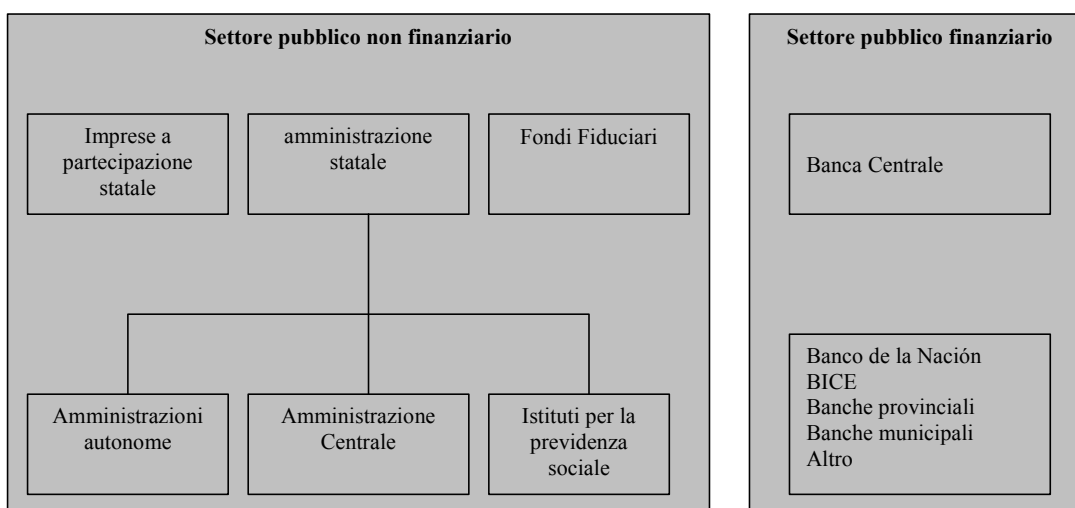 Settore pubblico non finanziario
Imprese a
partecipazione
statale
amministrazione
statale
Fondi Fiduciari
Amministrazioni
autonome
Amministrazione
Centrale
Istituti per la
previdenza
sociale
Settore pubblico finanziario
Banca Centrale
Banco de la Nación
BICE
Banche provinciali
Banche municipali
Altro